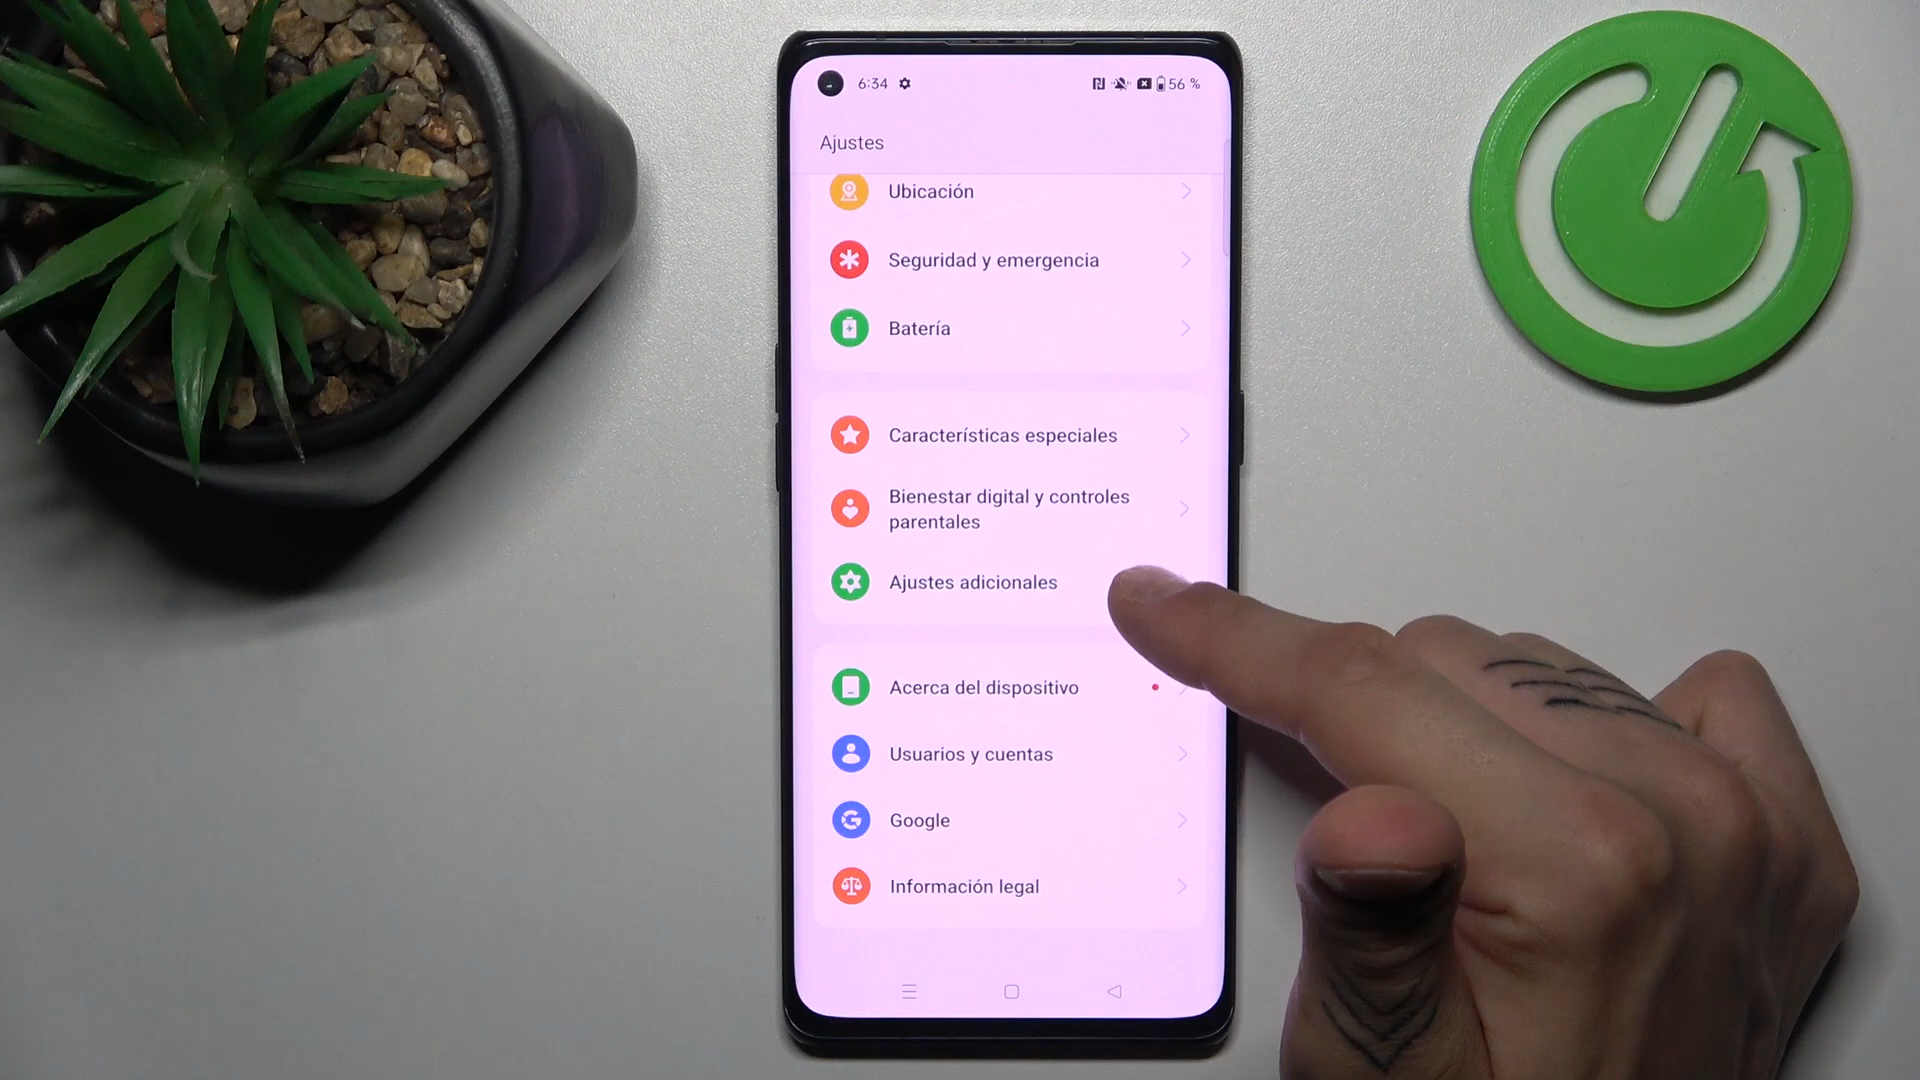 6:34
56 %
Ajustes
Ubicación
Seguridad y emergencia
Batería
Características especiales
Bienestar digital y controles
parentales
Ajustes adicionales
Acerca del dispositivo
Usuarios y cuentas
Google
Información legal